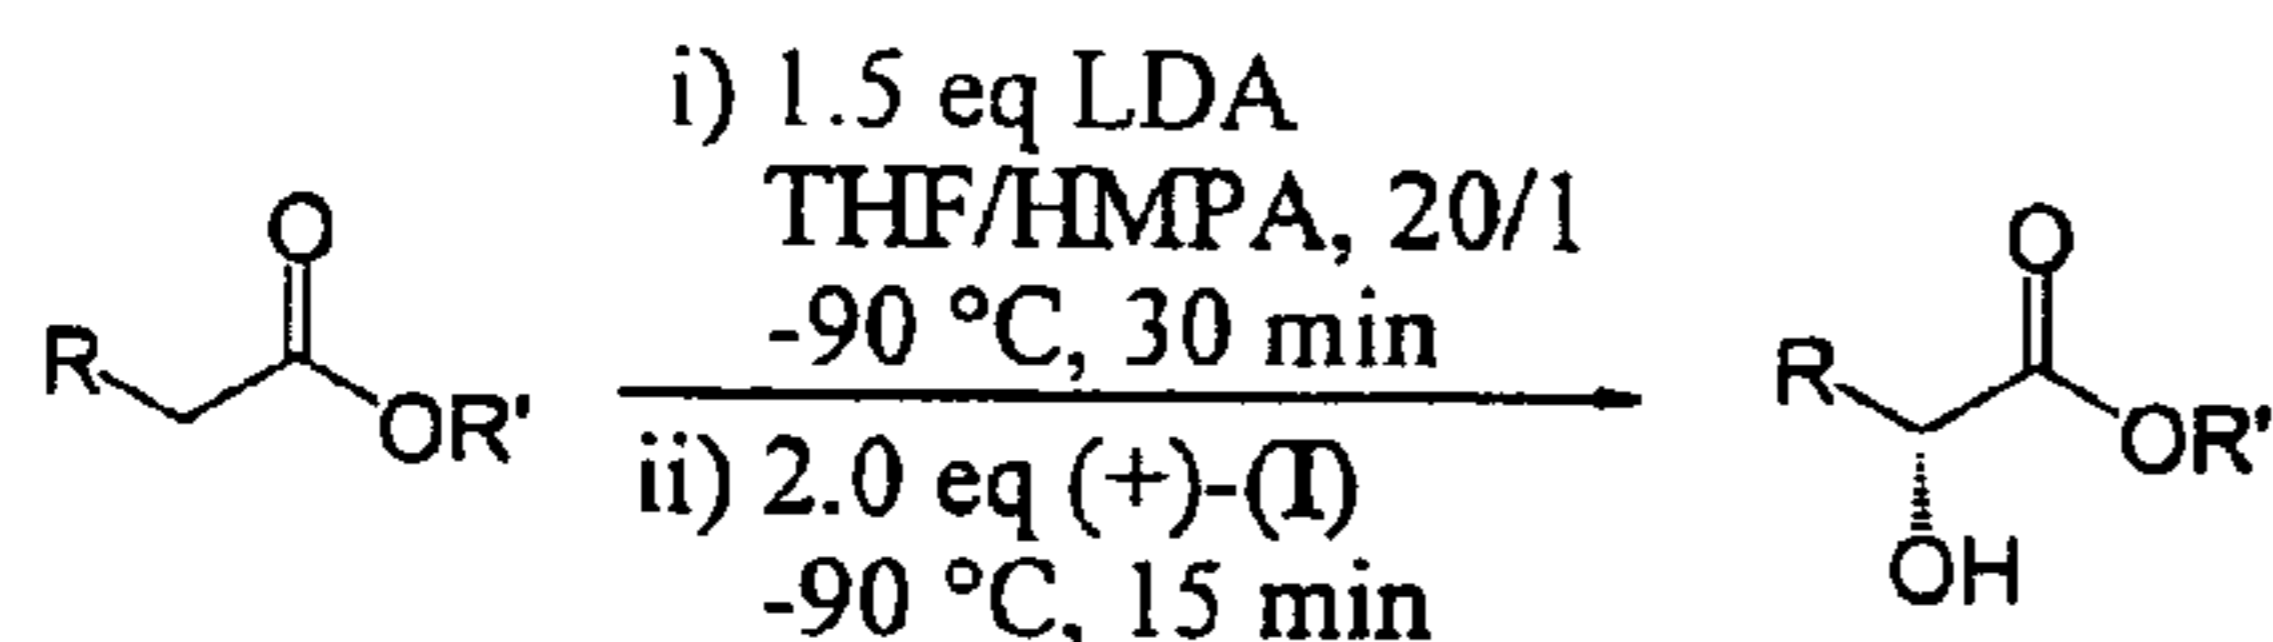 i) 1.5 eq LDA
THF/HMPA, 20/1
-90 °C, 30 min
ii) 2.0 eq (+)-(I)
-90 °C, 15 min
O
R
OR'
O
R
OR'
OH